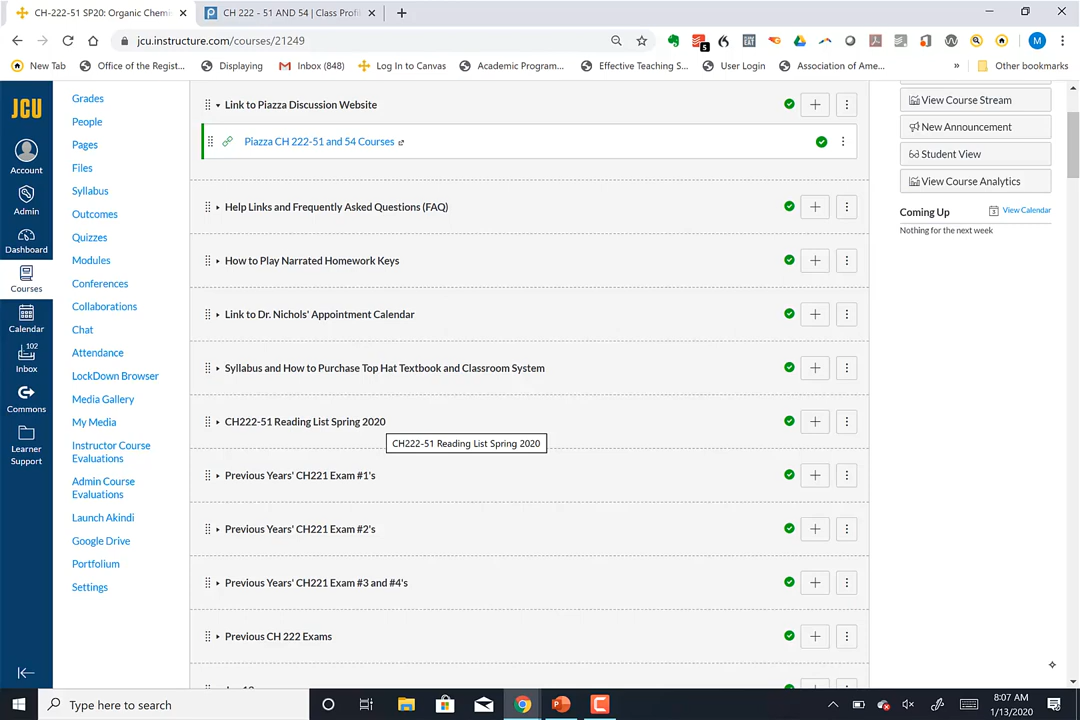 CH-222-51 SP20: Organic Chemi
CH 222 - 51 AND 54 | Class Profi
jcu.instructure.com/courses/21249
5
EAT
M
New Tab
Office of the Regist...
Displaying
Inbox (848)
Log In to Canvas
Academic Program...
Effective Teaching S...
User Login
Association of Ame...
»
Other bookmarks
JCU
Account
Admin
Dashboard
Courses
Calendar
102
Inbox
Commons
Learner
Support
Grades
People
Pages
Files
Syllabus
Outcomes
Quizzes
Modules
Conferences
Collaborations
Chat
Attendance
LockDown Browser
Media Gallery
My Media
Instructor Course
Evaluations
Admin Course
Evaluations
Launch Akindi
Google Drive
Portfolium
Settings
Link to Piazza Discussion Website
Piazza CH 222-51 and 54 Courses
Help Links and Frequently Asked Questions (FAQ)
How to Play Narrated Homework Keys
Link to Dr. Nichols' Appointment Calendar
Syllabus and How to Purchase Top Hat Textbook and Classroom System
CH222-51 Reading List Spring 2020
CH222-51 Reading List Spring 2020
Previous Years' CH221 Exam #1's
Previous Years' CH221 Exam #2's
Previous Years' CH221 Exam #3 and #4's
Previous CH 222 Exams
View Course Stream
New Announcement
Student View
View Course Analytics
Coming Up
View Calendar
Nothing for the next week
Type here to search
8:07 AM
1/13/2020